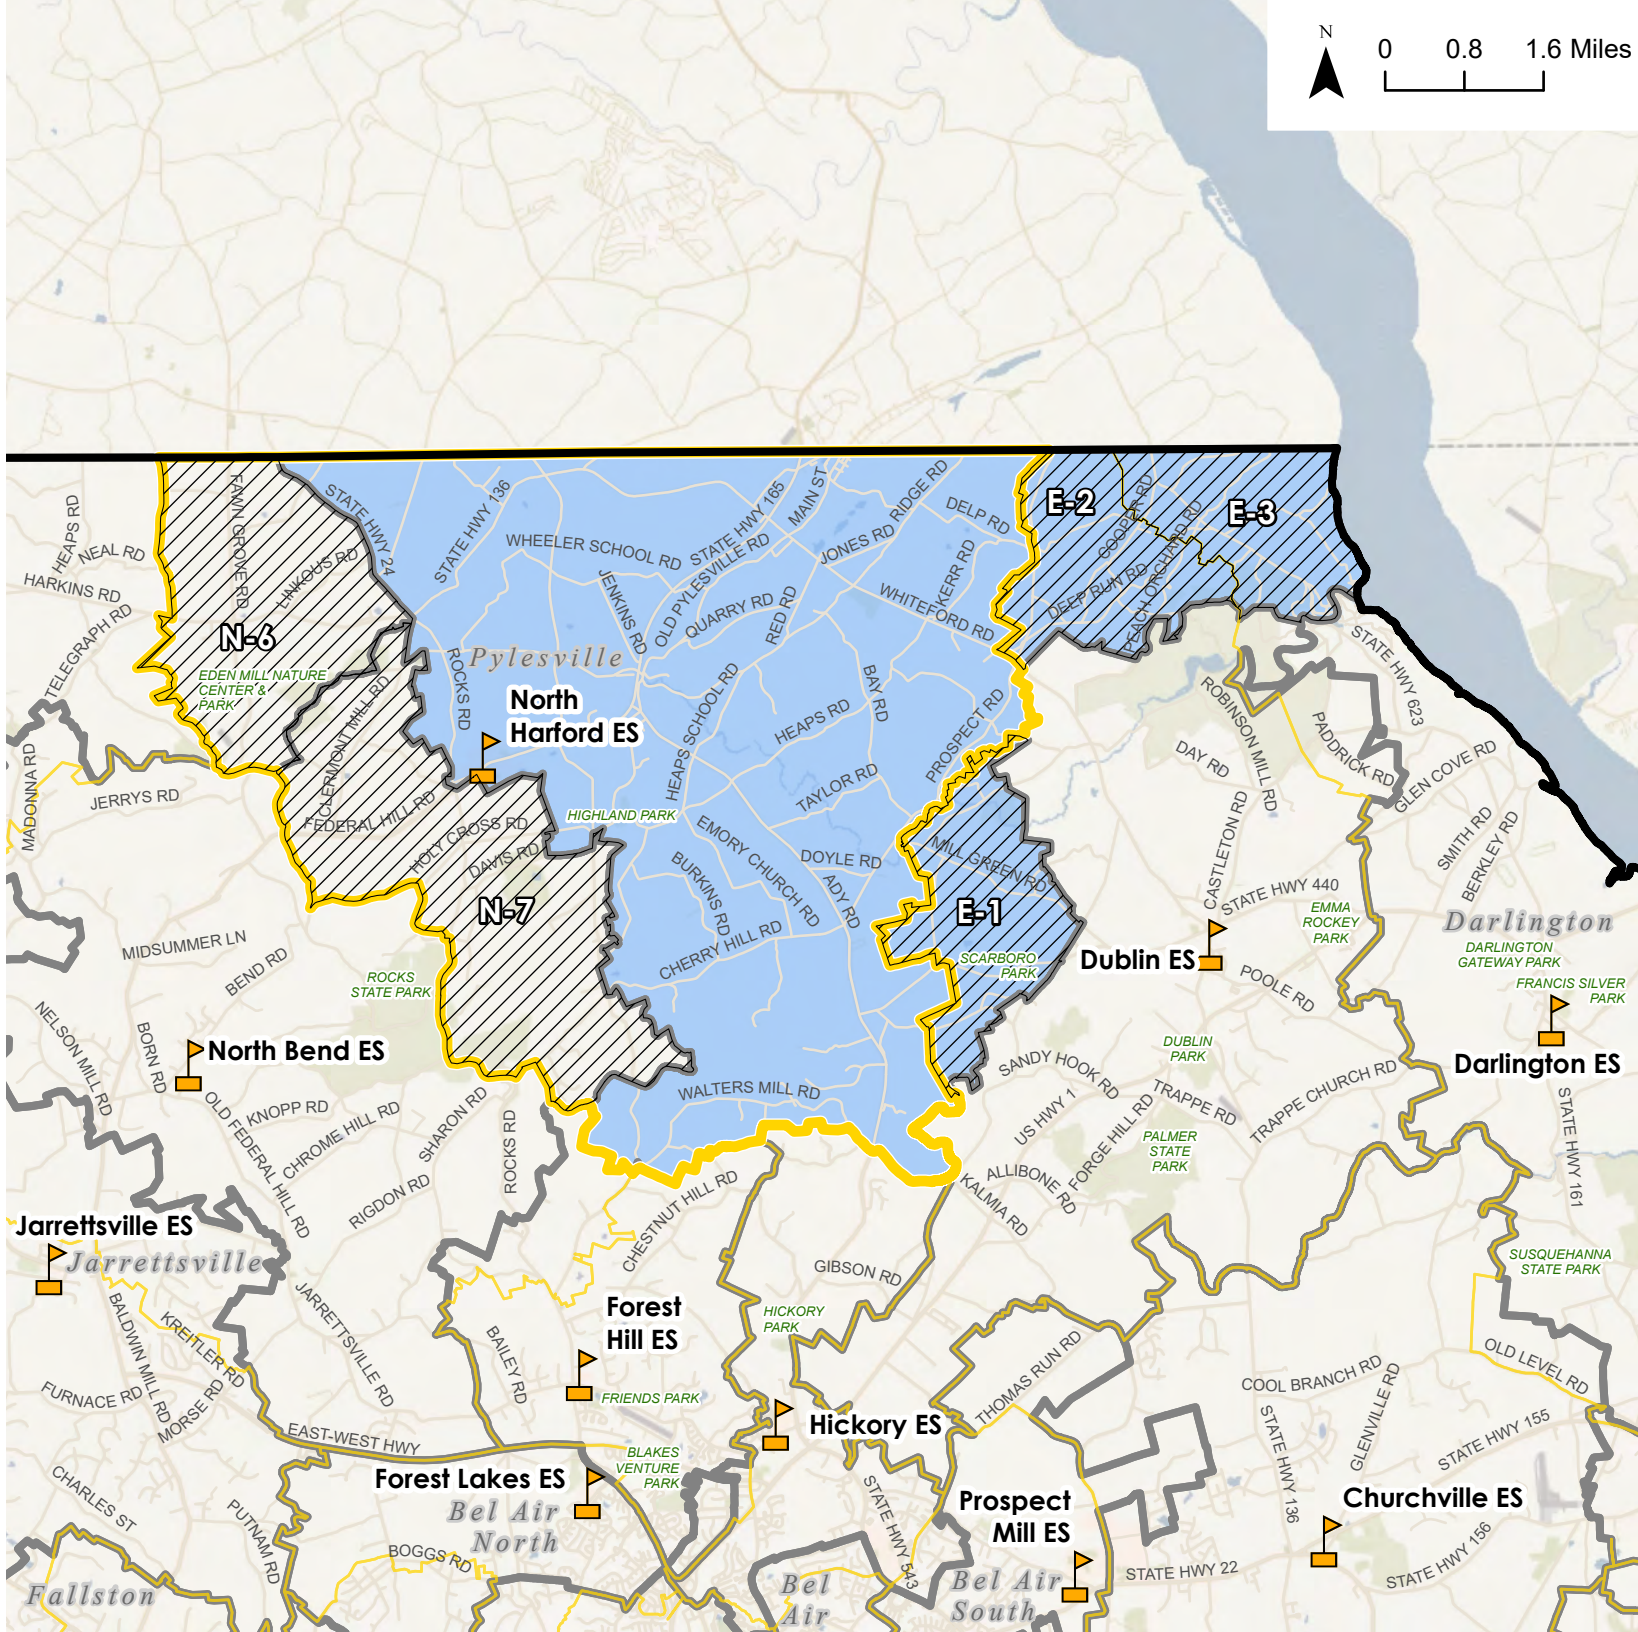 N
0 0.8 1.6 Miles
HEAPS RD
NEAL RD
HARKINS RD
TELEGRAPH RD
MADONNA RD
JERRYS RD
FAWN GROVE RD
LINKOUS RD
STATE HWY 24
N-6
EDEN MILL NATURE
CENTER &
PARK
CLERMONT MILL RD
FEDERAL HILL RD
HOLY CROSS RD
DAVIS RD
N-7
STATE HWY 136
WHEELER SCHOOL RD
STATE HWY 165
OLD PYLESVILLE RD
MAIN ST
JONES RD
RIDGE RD
DELP RD
KERR RD
WHITEFORD RD
JENKINS RD
QUARRY RD
RED RD
Pylesville
ROCKS RD
North
Harford ES
HEAPS SCHOOL RD
HEAPS RD
BAY RD
PROSPECT RD
TAYLOR RD
HIGHLAND PARK
EMORY CHURCH RD
DOYLE RD
ADY RD
BURKINS RD
CHERRY HILL RD
WALTERS MILL RD
E-2
E-3
COOPER RD
DEEP RUN RD
PEACH ORCHARD RD
STATE HWY 623
ROBINSON MILL RD
PADDRICK RD
DAY RD
GLEN COVE RD
SMITH RD
BERKLEY RD
CASTLETON RD
STATE HWY 440
MILL GREEN RD
E-1
SCARBORO
PARK
EMMA
ROCKEY
PARK
Dublin ES
POOLE RD
Darlington
DARLINGTON
GATEWAY PARK
FRANCIS SILVER
PARK
Darlington ES
DUBLIN
PARK
SANDY HOOK RD
US HWY 1
TRAPPE RD
FORGE HILL RD
TRAPPE CHURCH RD
STATE HWY 161
PALMER
STATE
PARK
ALLIBONE RD
KALMIA RD
MIDSUMMER LN
BEND RD
ROCKS
STATE PARK
NELSON MILL RD
BORN RD
North Bend ES
OLD FEDERAL HILL RD
KNOPP RD
CHROME HILL RD
SHARON RD
RIGDON RD
ROCKS RD
CHESTNUT HILL RD
GIBSON RD
Jarrettsville ES
Jarrettsville
JARRETTSVILLE RD
BALDWIN MILL RD
KREITLER RD
MORSE RD
FURNACE RD
EAST-WEST HWY
BAILEY RD
Forest
Hill ES
FRIENDS PARK
HICKORY
PARK
Hickory ES
BLAKES
VENTURE
PARK
Forest Lakes ES
Bel Air
North
CHARLES ST
PUTNAM RD
BOGGS RD
Fallston
Bel
Air
STATE HWY 543
THOMAS RUN RD
Prospect
Mill ES
Bel Air
South
STATE HWY 22
SUSQUEHANNA
STATE PARK
OLD LEVEL RD
COOL BRANCH RD
GLENVILLE RD
STATE HWY 155
STATE HWY 136
Churchville ES
STATE HWY 156